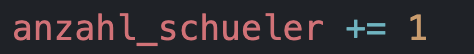 anzahl_schueler += 1